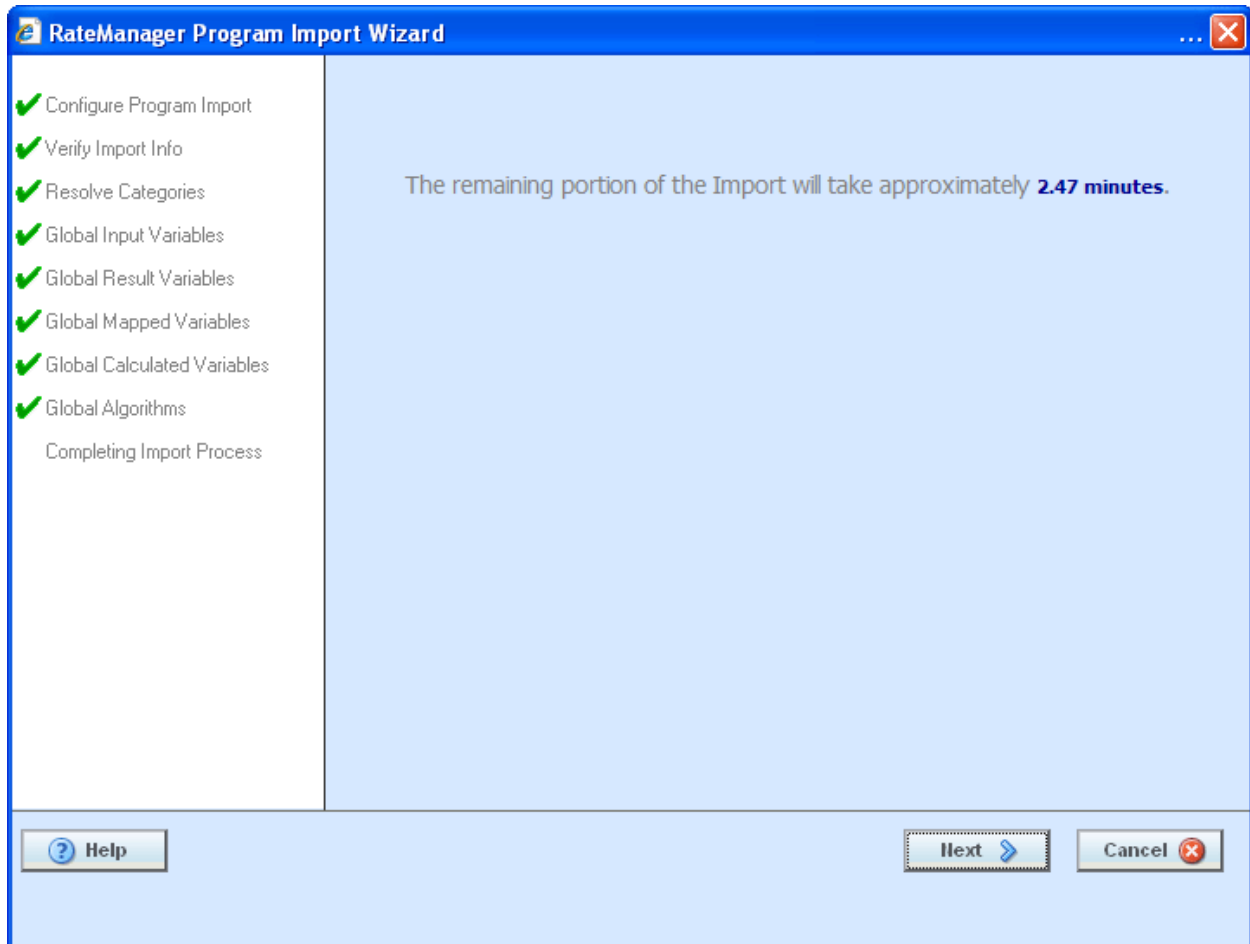 RateManager Program Import Wizard ...
Configure Program Import
Verify Import Info
Resolve Categories
Global Input Variables
Global Result Variables
Global Mapped Variables
Global Calculated Variables
Global Algorithms
Completing Import Process
The remaining portion of the Import will take approximately 2.47 minutes.
? Help
Next
Cancel